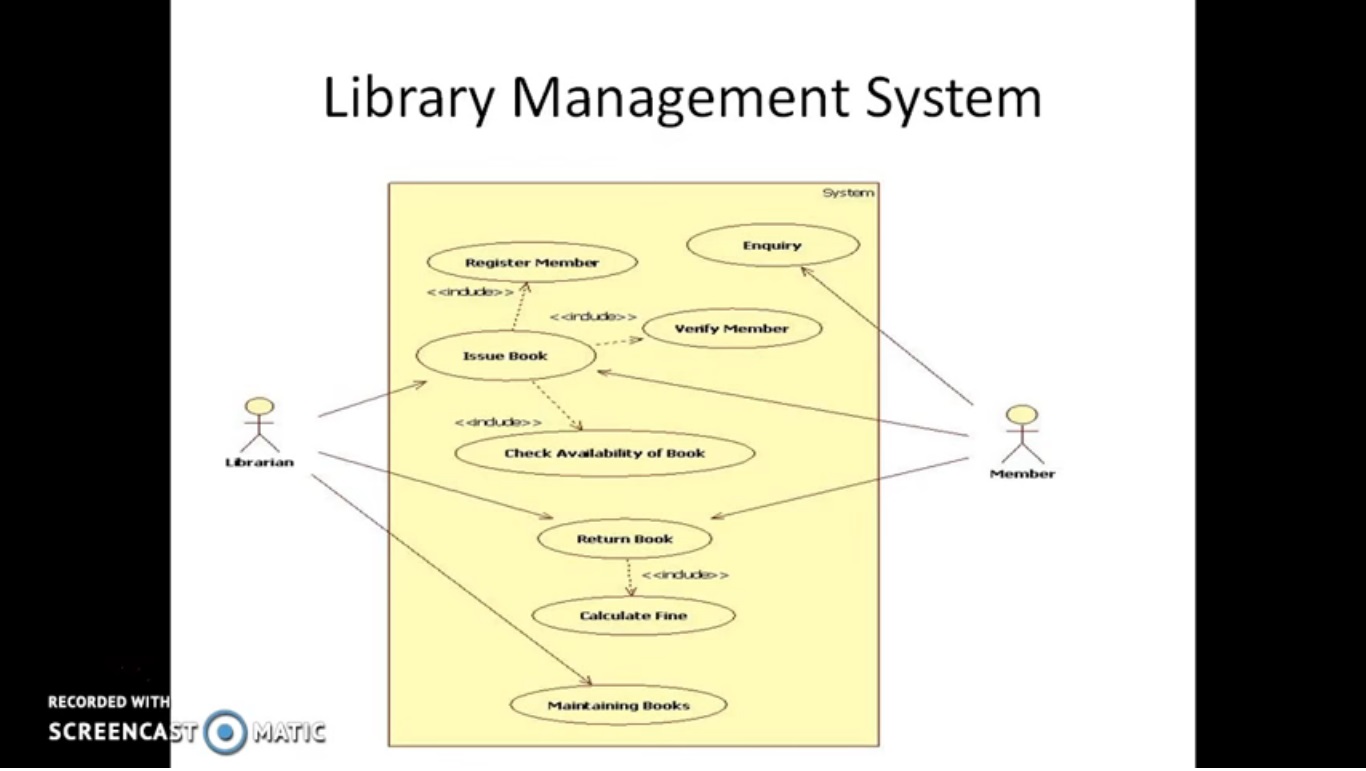 Library Management System
System
Enquiry
Register Member
<<include>>
<<include>>
Verify Member
Issue Book
<<include>>
Check Availability of Book
Librarian
Member
Return Book
<<include>>
Calculate Fine
Maintaining Books
RECORDED WITH
SCREENCAST MATIC